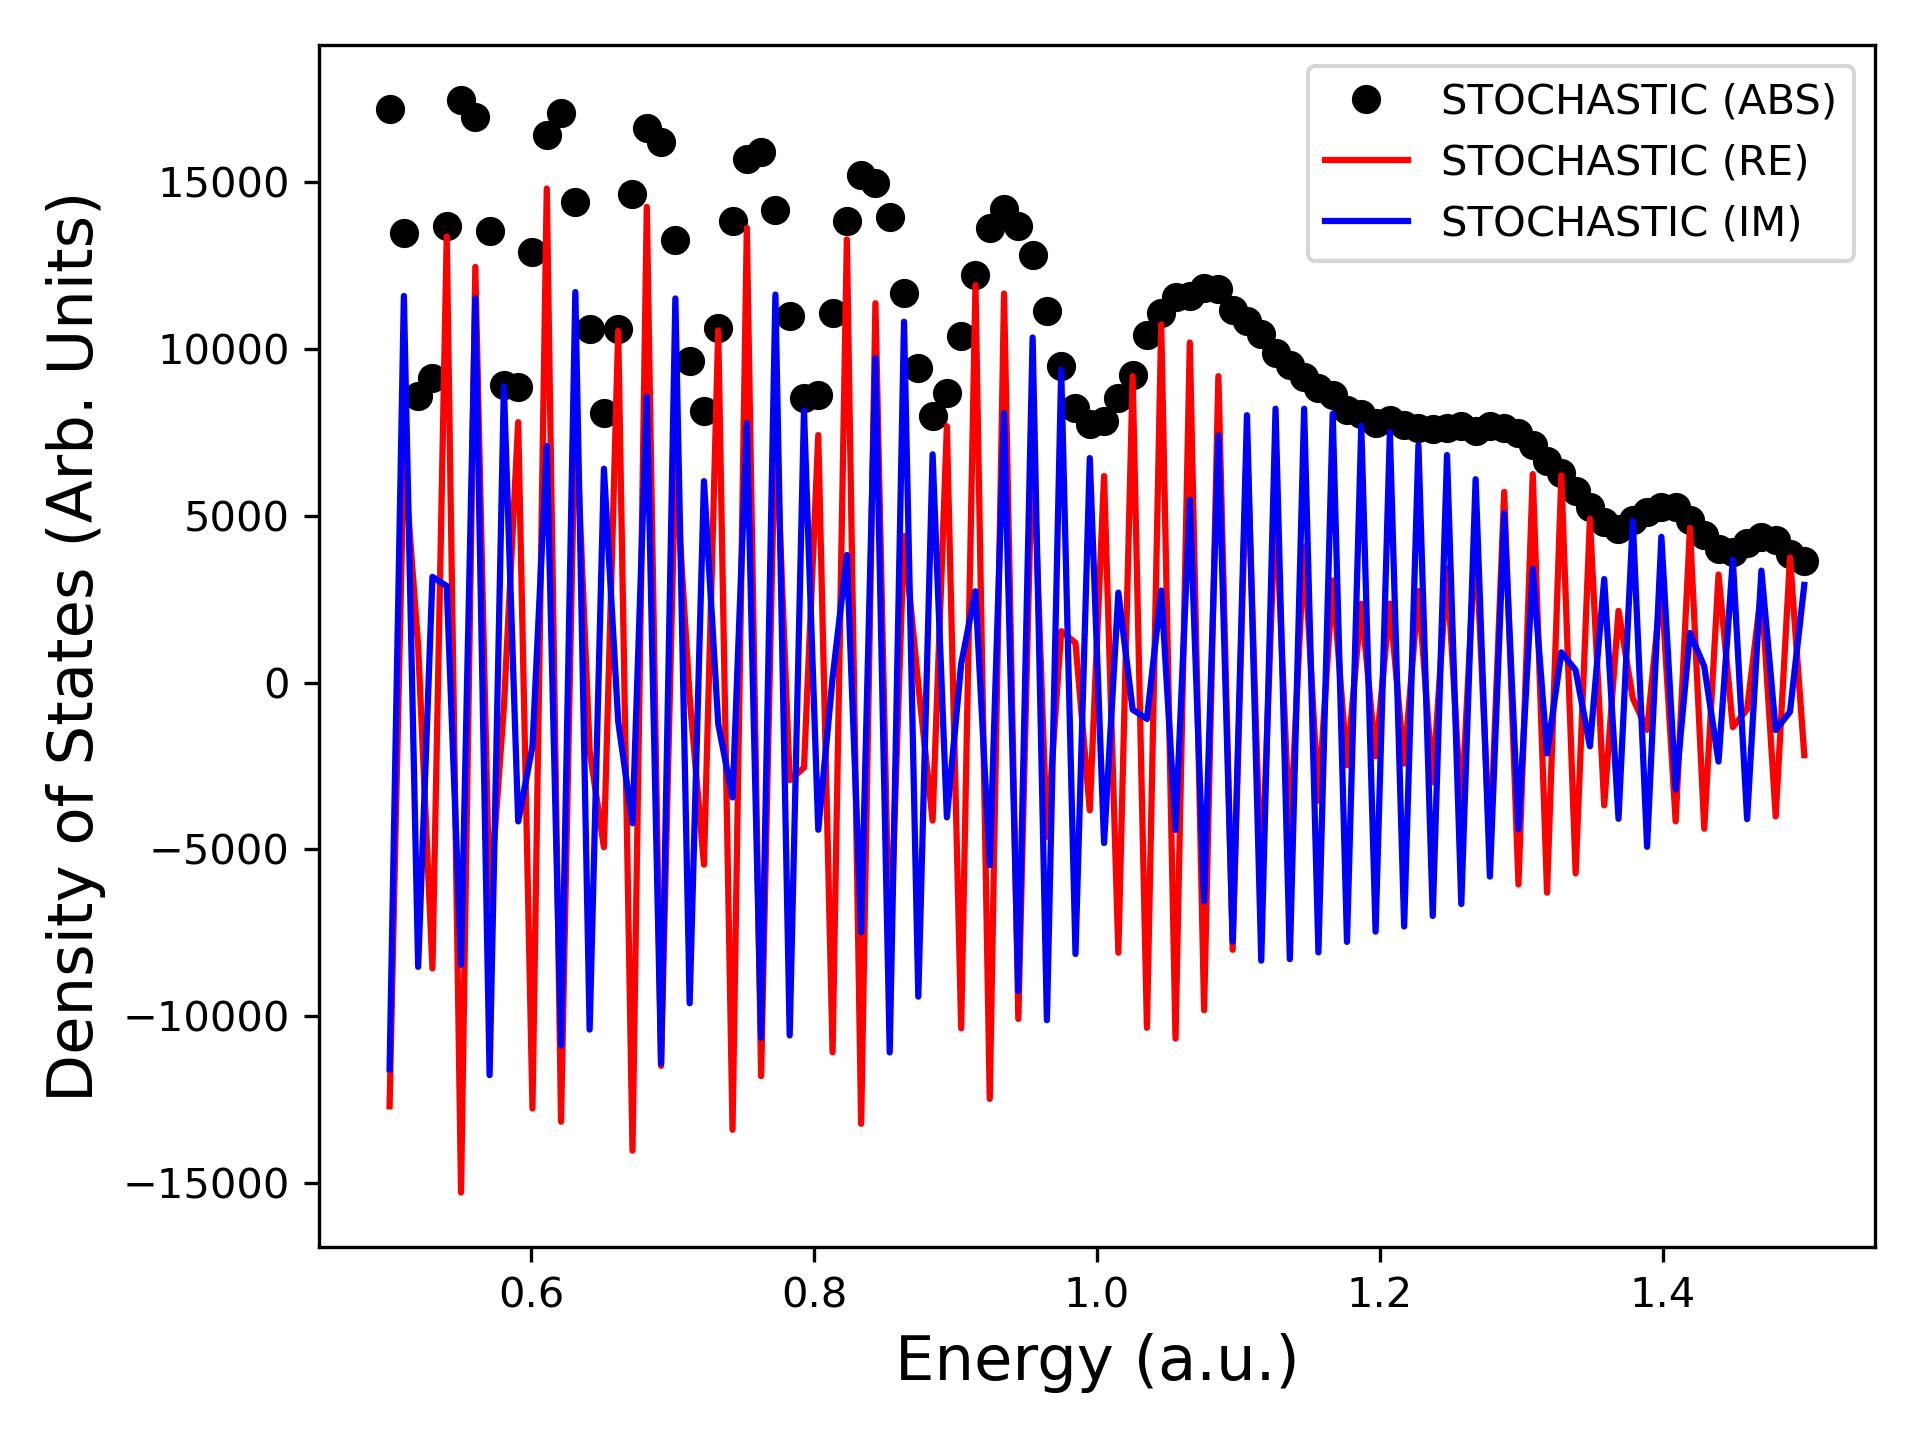 STOCHASTIC (ABS)
STOCHASTIC (RE)
STOCHASTIC (IM)
Density of States (Arb. Units)
15000
10000
5000
0
−5000
−10000
−15000
0.6 0.8 1.0 1.2 1.4
Energy (a.u.)